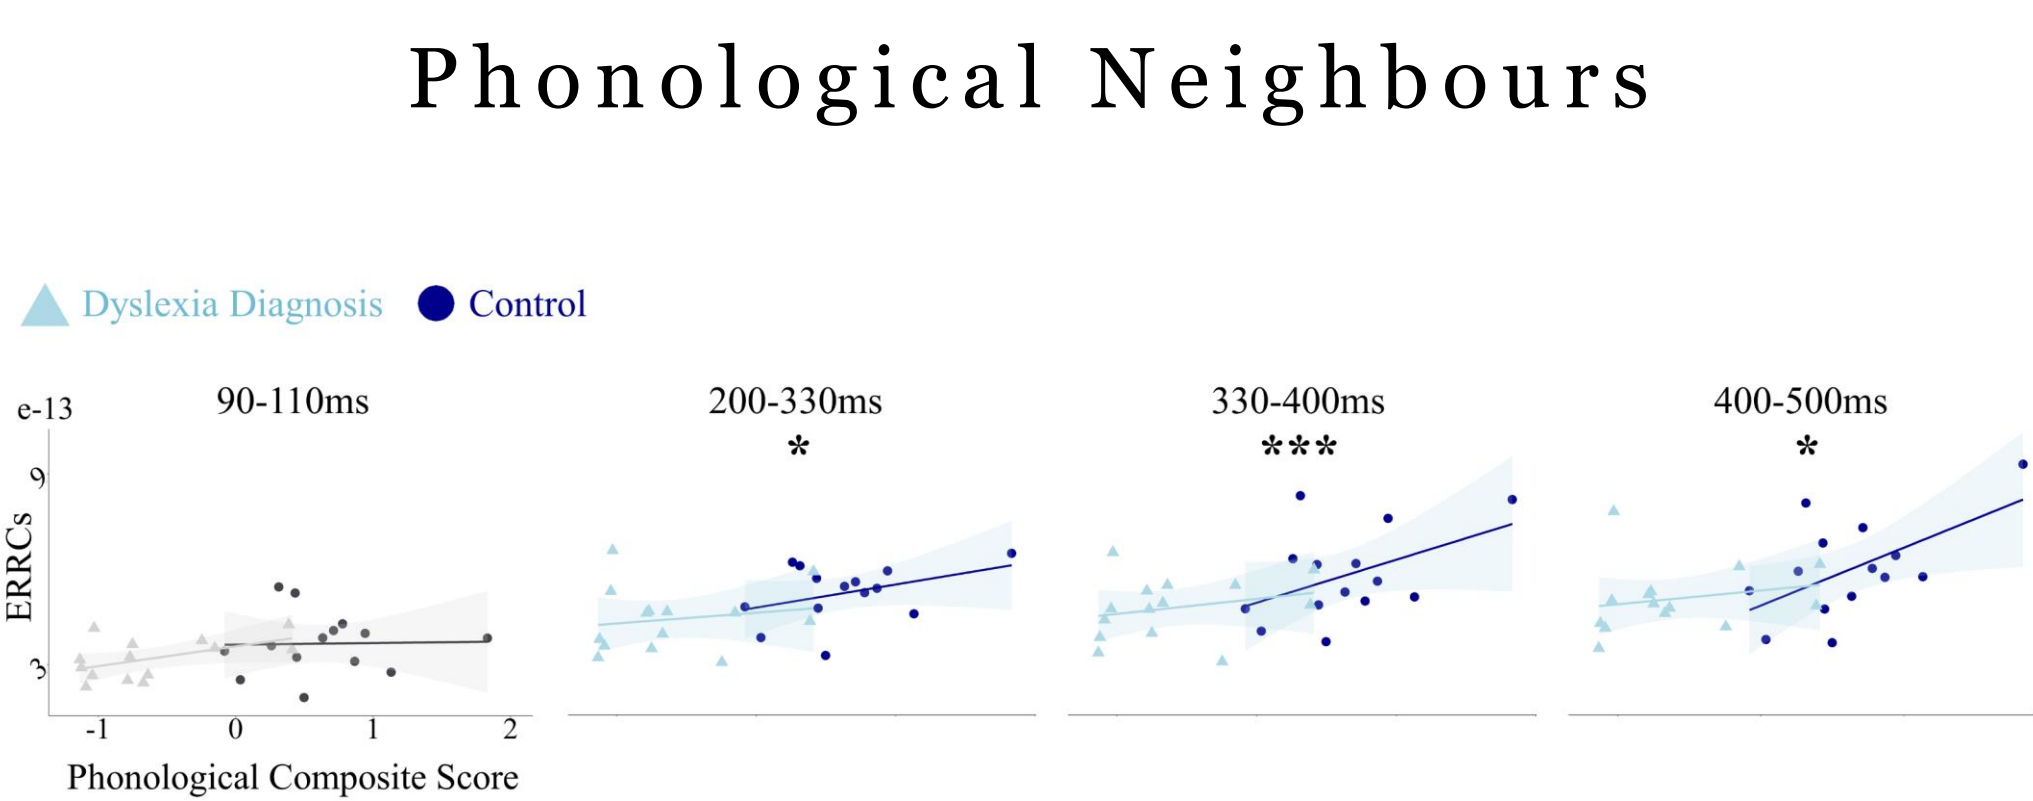 Phonological Neighbours
Dyslexia Diagnosis Control
e-13 90-110ms 200-330ms 330-400ms 400-500ms
* *** *
9
ERRCs
3
-1 0 1 2
Phonological Composite Score